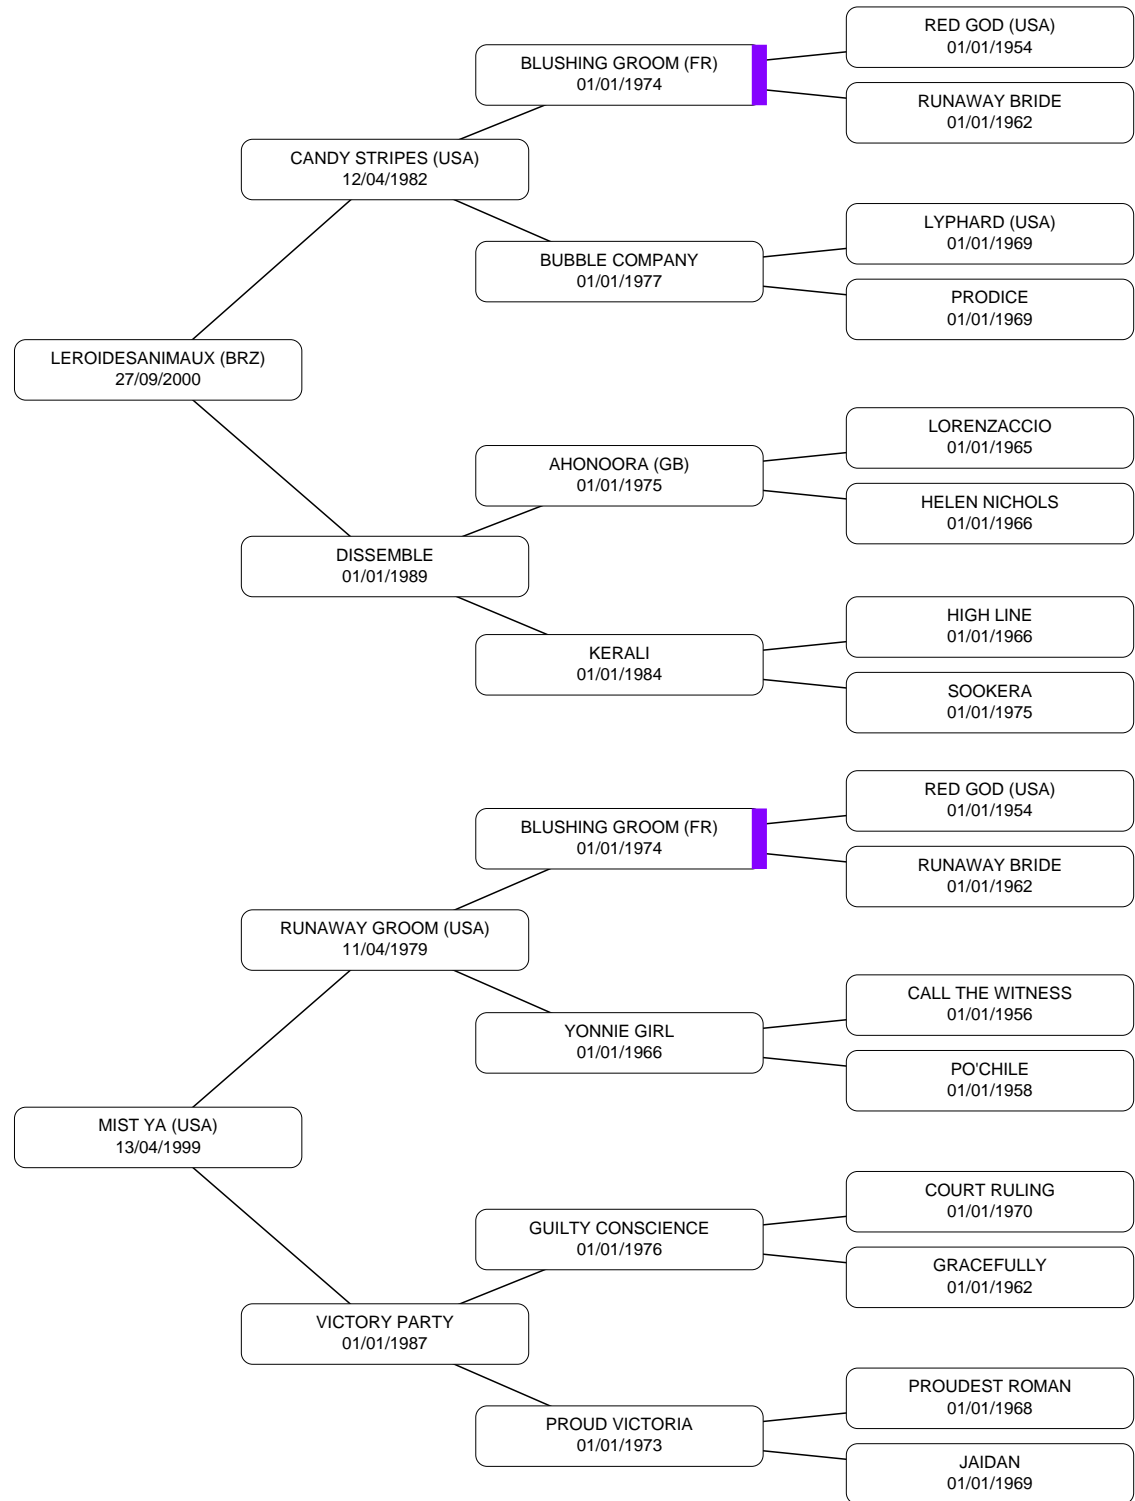 RED GOD (USA)
01/01/1954
BLUSHING GROOM (FR)
01/01/1974
RUNAWAY BRIDE
01/01/1962
CANDY STRIPES (USA)
12/04/1982
LYPHARD (USA)
01/01/1969
BUBBLE COMPANY
01/01/1977
PRODICE
01/01/1969
LEROIDESANIMAUX (BRZ)
27/09/2000
LORENZACCIO
01/01/1965
AHONOORA (GB)
01/01/1975
HELEN NICHOLS
01/01/1966
DISSEMBLE
01/01/1989
HIGH LINE
01/01/1966
KERALI
01/01/1984
SOOKERA
01/01/1975
RED GOD (USA)
01/01/1954
BLUSHING GROOM (FR)
01/01/1974
RUNAWAY BRIDE
01/01/1962
RUNAWAY GROOM (USA)
11/04/1979
CALL THE WITNESS
01/01/1956
YONNIE GIRL
01/01/1966
PO'CHILE
01/01/1958
MIST YA (USA)
13/04/1999
COURT RULING
01/01/1970
GUILTY CONSCIENCE
01/01/1976
GRACEFULLY
01/01/1962
VICTORY PARTY
01/01/1987
PROUDEST ROMAN
01/01/1968
PROUD VICTORIA
01/01/1973
JAIDAN
01/01/1969